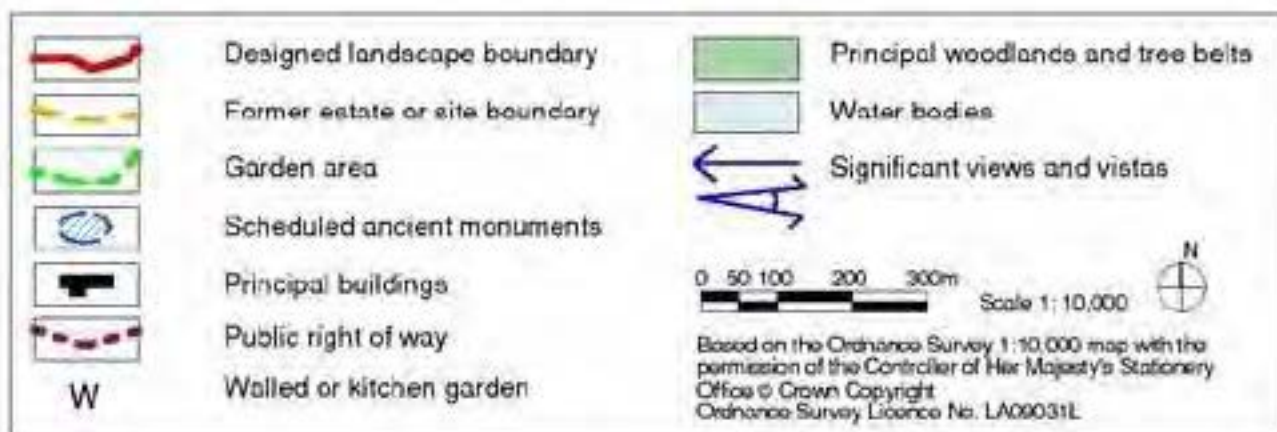 Designed landscape boundary
Former estate or site boundary
Garden area
Scheduled ancient monuments
Principal buildings
Public right of way
W Walled or kitchen garden
Principal woodlands and tree belts
Water bodies
Significant views and vistas
N
0 50 100 200 300m
Scale 1:10,000
Based on the Ordnance Survey 1:10,000 map with the
permission of the Controller of Her Majesty's Stationery
Office © Crown Copyright
Ordnance Survey Licence No. LA09031L